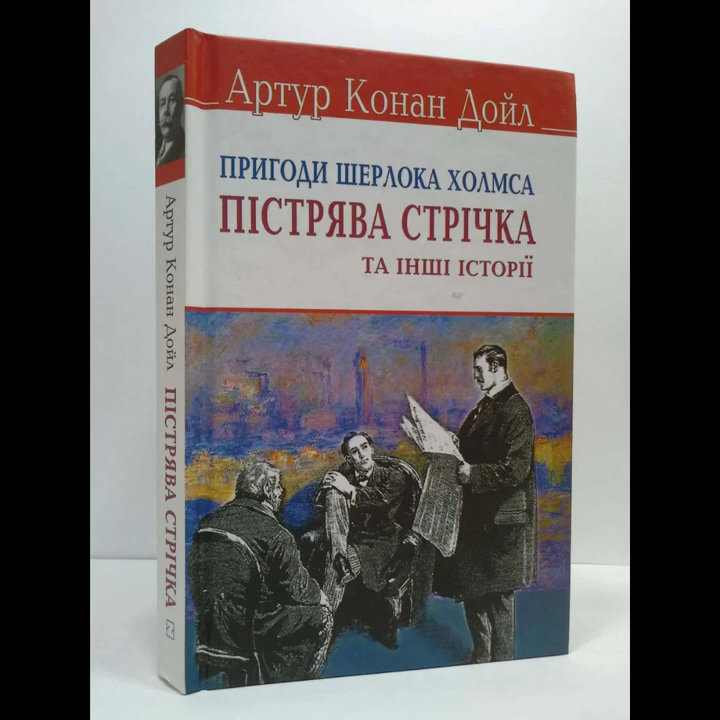 Артур Конан Дойл
ПРИГОДИ ШЕРЛОКА ХОЛМСА
ПІСТРЯВА СТРІЧКА
ТА ІНШІ ІСТОРІЇ
Артур Конан Дойл ПІСТРЯВА СТРІЧКА